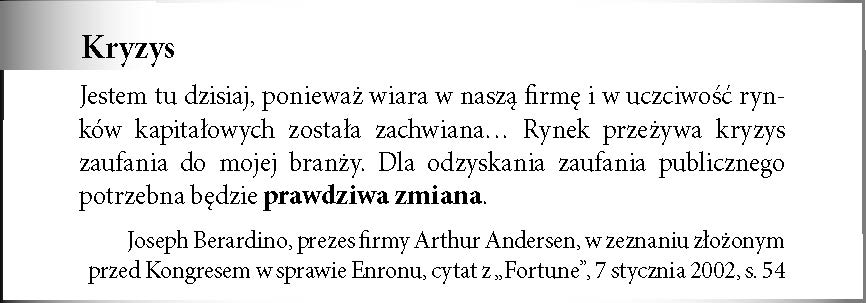 Kryzys
Jestem tu dzisiaj, ponieważ wiara w naszą firmę i w uczciwość ryn-
ków kapitałowych została zachwiana… Rynek przeżywa kryzys
zaufania do mojej branży. Dla odzyskania zaufania publicznego
potrzebna będzie prawdziwa zmiana.
Joseph Berardino, prezes firmy Arthur Andersen, w zeznaniu złożonym
przed Kongresem w sprawie Enronu, cytat z „Fortune”, 7 stycznia 2002, s. 54